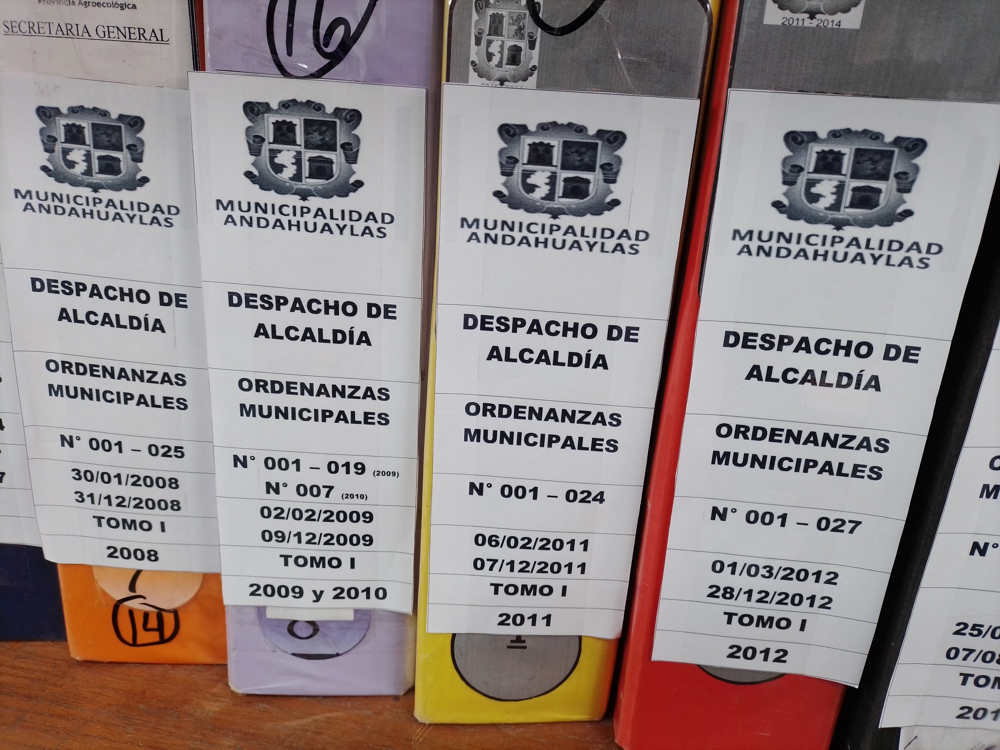 Provincia Agroecológica
SECRETARIA GENERAL
MUNICIPALIDAD
ANDAHUAYLAS
DESPACHO DE
ALCALDÍA
ORDENANZAS
MUNICIPALES
N° 001 – 025
30/01/2008
31/12/2008
TOMO I
2008
14
16
MUNICIPALIDAD
ANDAHUAYLAS
DESPACHO DE
ALCALDÍA
ORDENANZAS
MUNICIPALES
N° 001 – 019 (2009)
N° 007 (2010)
02/02/2009
09/12/2009
TOMO I
2009 y 2010
MUNICIPALIDAD
ANDAHUAYLAS
DESPACHO DE
ALCALDÍA
ORDENANZAS
MUNICIPALES
N° 001 – 024
06/02/2011
07/12/2011
TOMO I
2011
2011 - 2014
MUNICIPALIDAD
ANDAHUAYLAS
DESPACHO DE
ALCALDÍA
ORDENANZAS
MUNICIPALES
N° 001 – 027
01/03/2012
28/12/2012
TOMO I
2012
N°